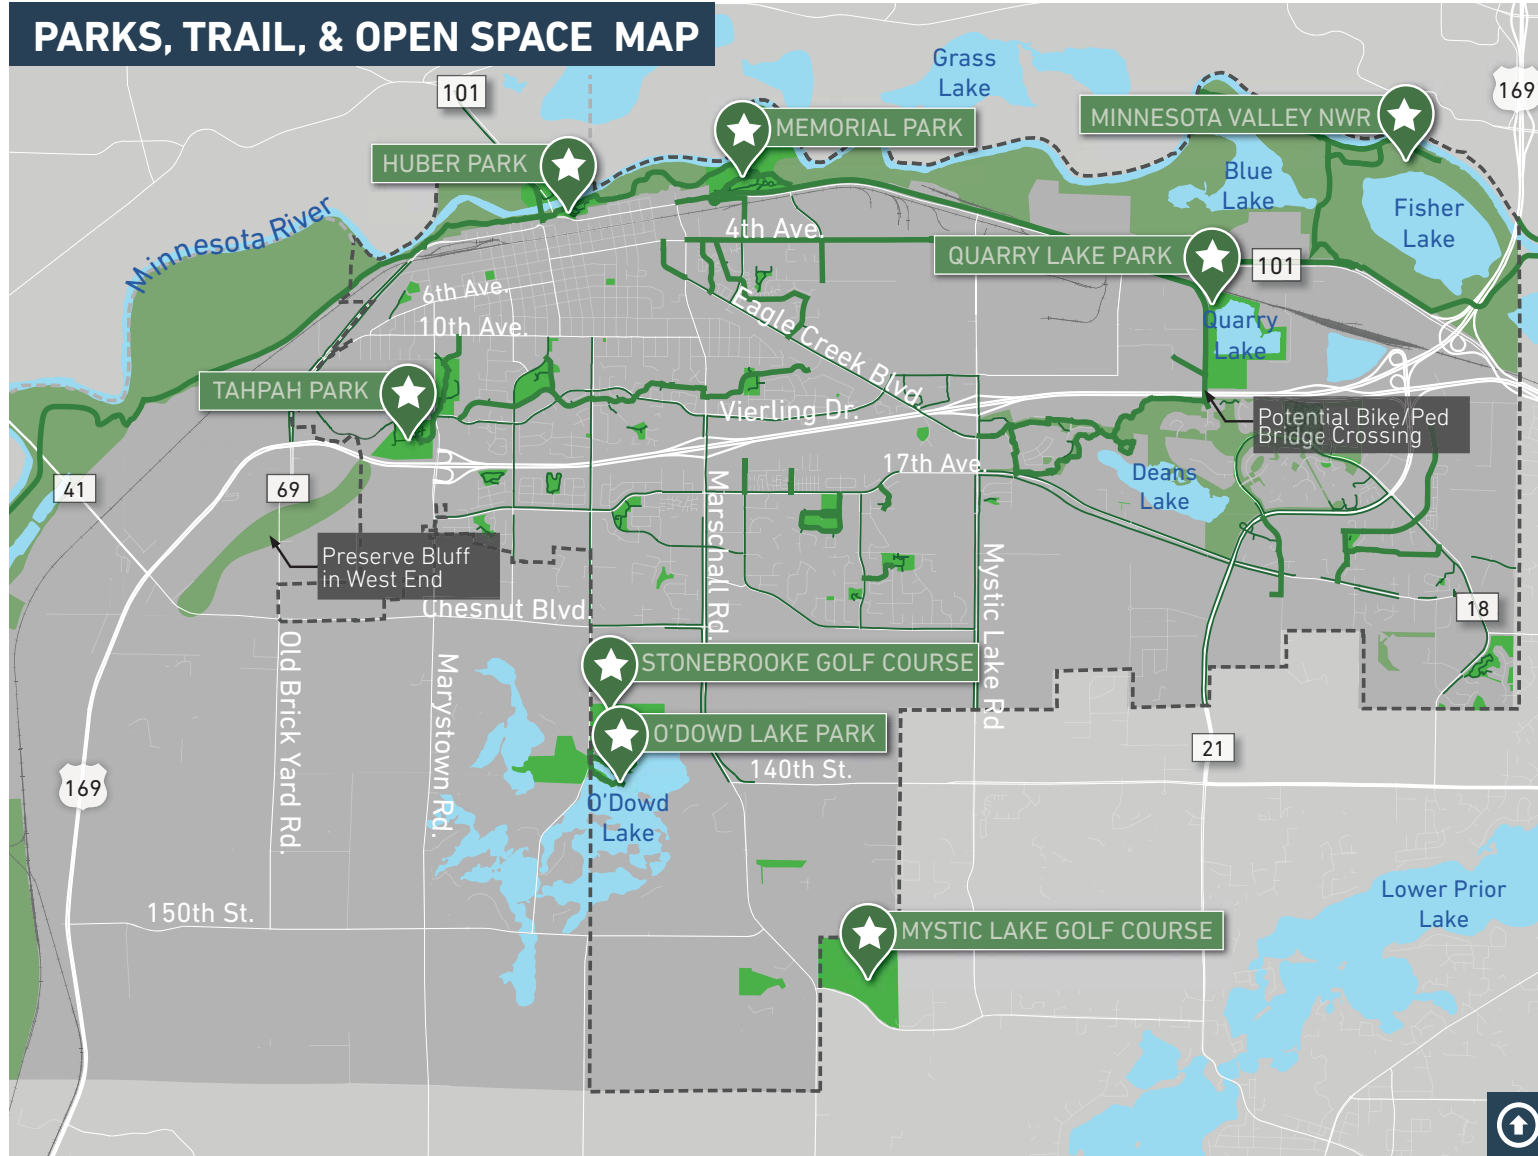 PARKS, TRAIL, & OPEN SPACE MAP
Grass
Lake
101
169
MEMORIAL PARK
MINNESOTA VALLEY NWR
HUBER PARK
Blue
Lake
Fisher
Lake
Minnesota River
4th Ave.
QUARRY LAKE PARK
101
6th Ave.
10th Ave.
Eagle Creek Blvd.
Quarry
Lake
TAHPAH PARK
Vierling Dr.
Potential Bike/Ped
Bridge Crossing
17th Ave.
Deans
Lake
41
69
Marschall Rd.
Preserve Bluff
in West End
Mystic Lake Rd
Chesnut Blvd.
18
Old Brick Yard Rd.
Marystown Rd.
STONEBROOKE GOLF COURSE
O'DOWD LAKE PARK
21
140th St.
169
O'Dowd
Lake
Lower Prior
Lake
150th St.
MYSTIC LAKE GOLF COURSE